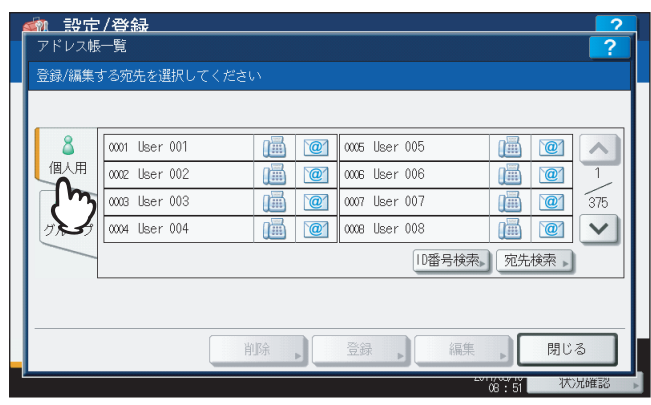 設定/登録
?
アドレス帳一覧
?
登録/編集する宛先を選択してください
個人用
グループ
0001 User 001
0005 User 005
0002 User 002
0006 User 006
0003 User 003
0007 User 007
0004 User 004
0008 User 008
1
375
ID番号検索
宛先検索
削除
登録
編集
閉じる
08:51
状況確認